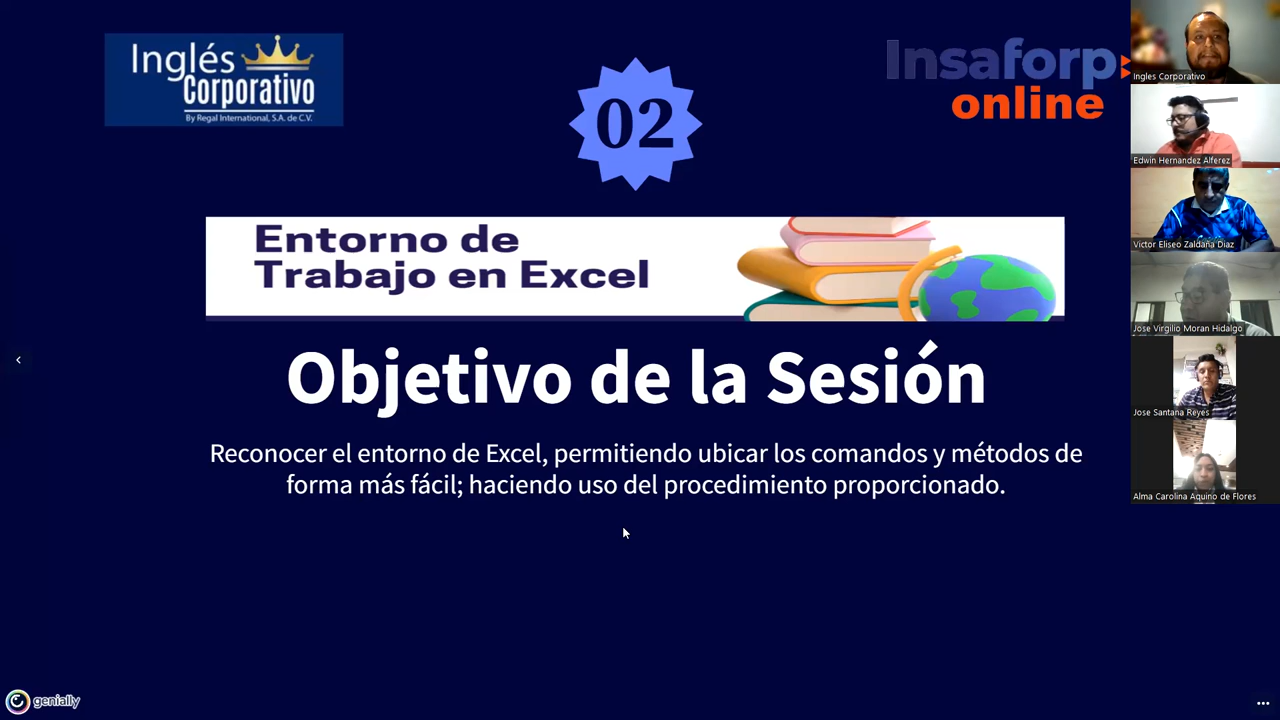 Inglés
Corporativo
By Regal International, S.A. de C.V.
02
Insaforp
online
Entorno de
Trabajo en Excel
Objetivo de la Sesión
Reconocer el entorno de Excel, permitiendo ubicar los comandos y métodos de
forma más fácil; haciendo uso del procedimiento proporcionado.
Ingles Corporativo
Edwin Hernandez Alferez
Victor Eliseo Zaldaña Diaz
Jose Virgilio Moran Hidalgo
Jose Santana Reyes
Alma Carolina Aquino de Flores
genially